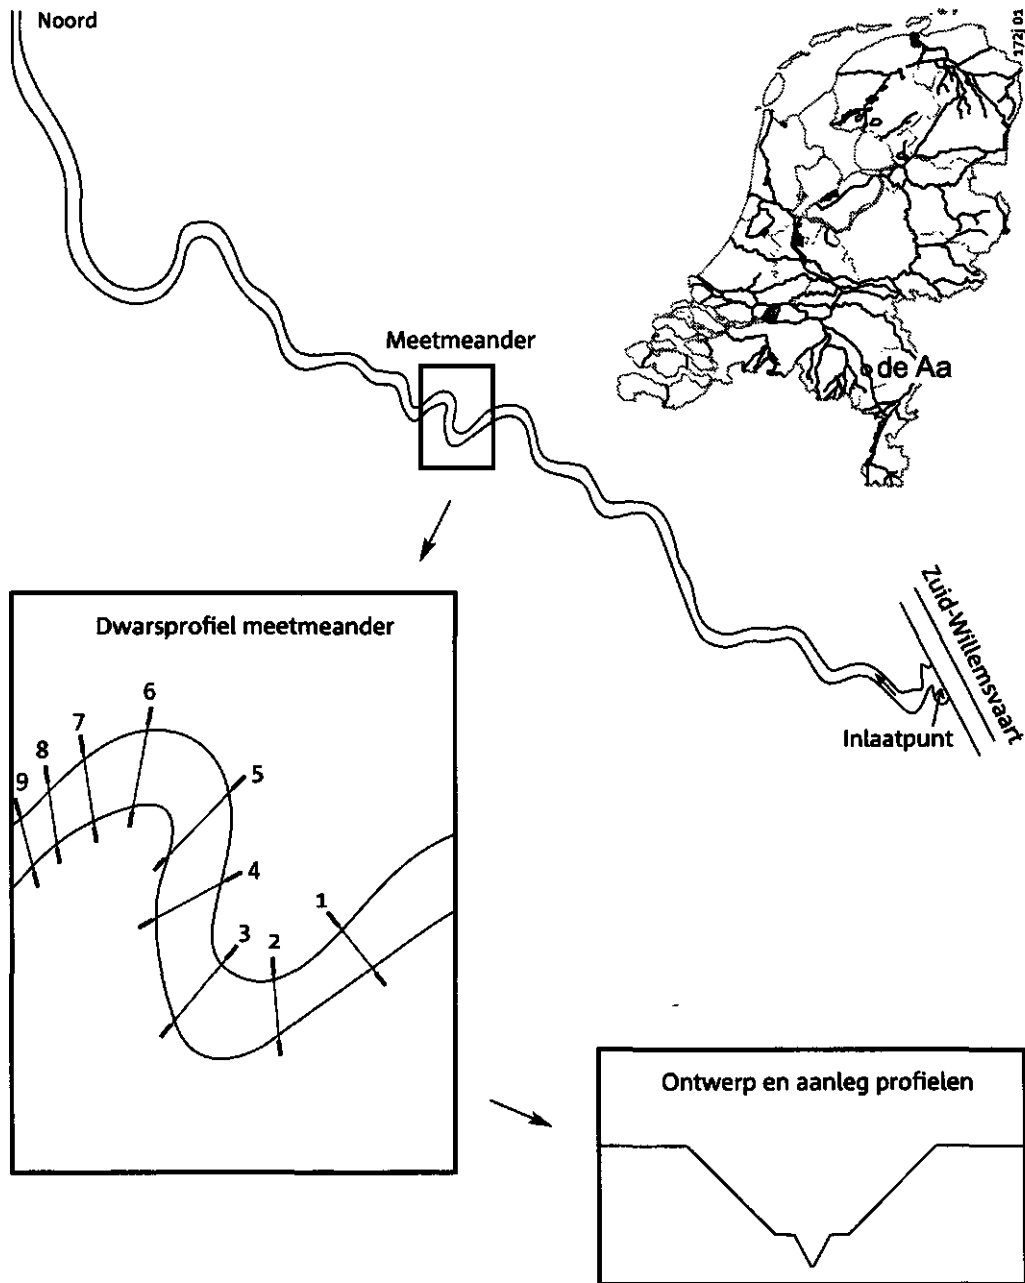 Noord
172j 01
Meetmeander
de Aa
Zuid-Willemsvaart
Inlaatpunt
Dwarsprofiel meetmeander
6
7
8
9
5
4
1
3
2
Ontwerp en aanleg profielen